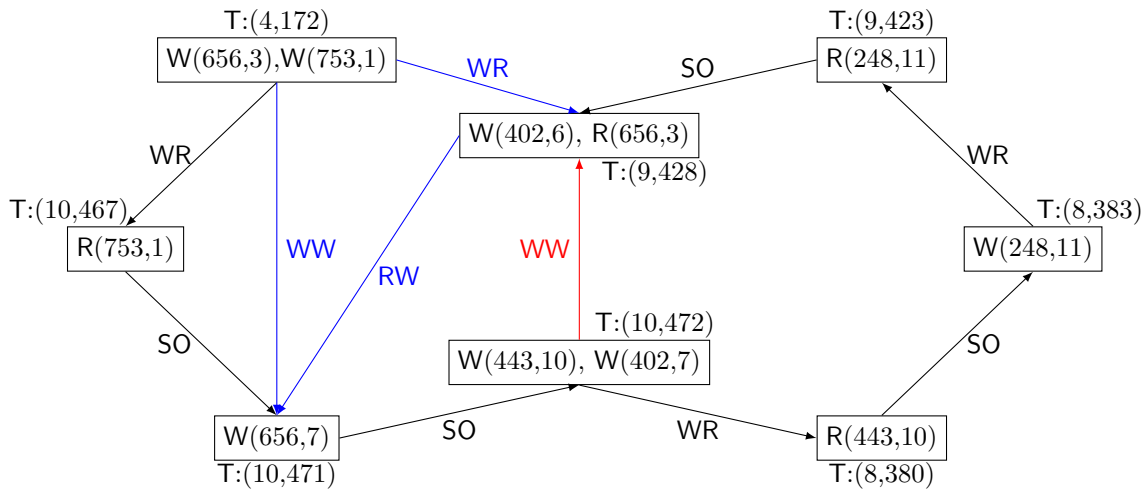 T:(4,172)
T:(9,423)
W(656,3),W(753,1)
R(248,11)
WR
SO
W(402,6), R(656,3)
T:(9,428)
WR
WR
T:(10,467)
T:(8,383)
R(753,1)
WW
WW
W(248,11)
RW
T:(10,472)
SO
SO
W(443,10), W(402,7)
W(656,7)
SO
WR
R(443,10)
T:(10,471)
T:(8,380)